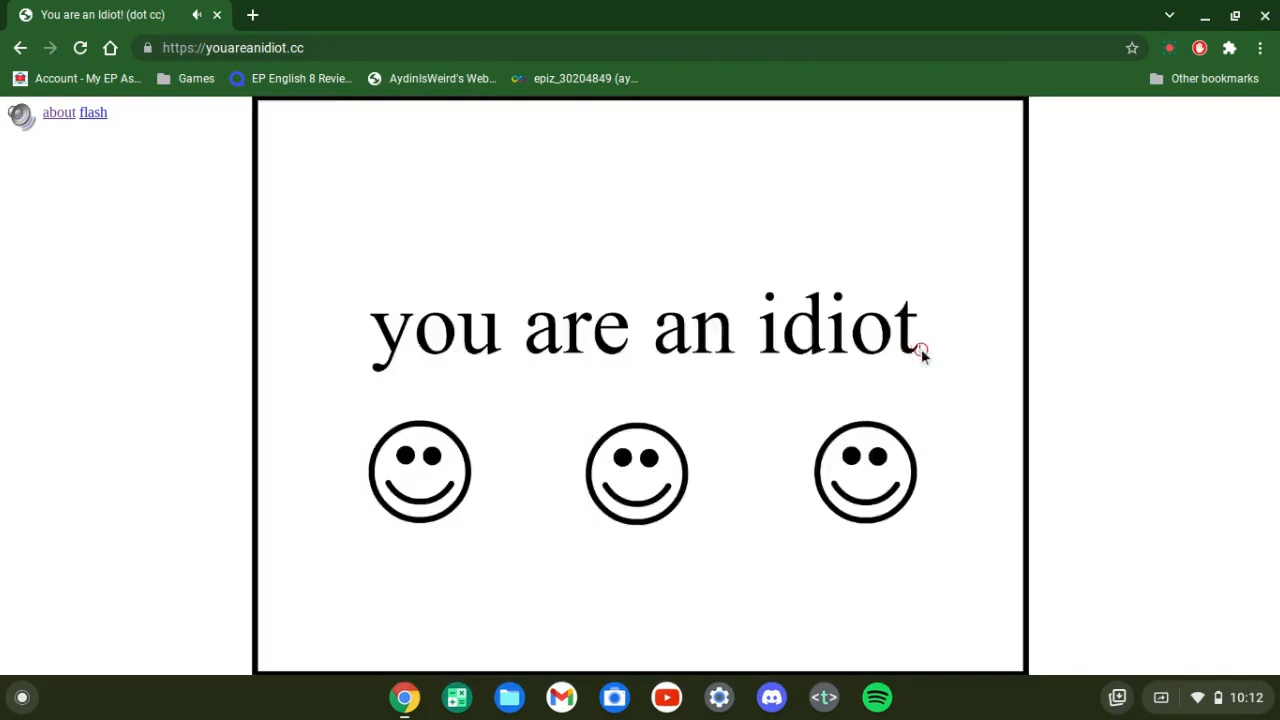 You are an Idiot! (dot cc)
https://youareanidiot.cc
Account - My EP As... Games EP English 8 Revie... AydinIsWeird's Web... epiz_30204849 (ay... Other bookmarks
about flash
you are an idiot
10:12